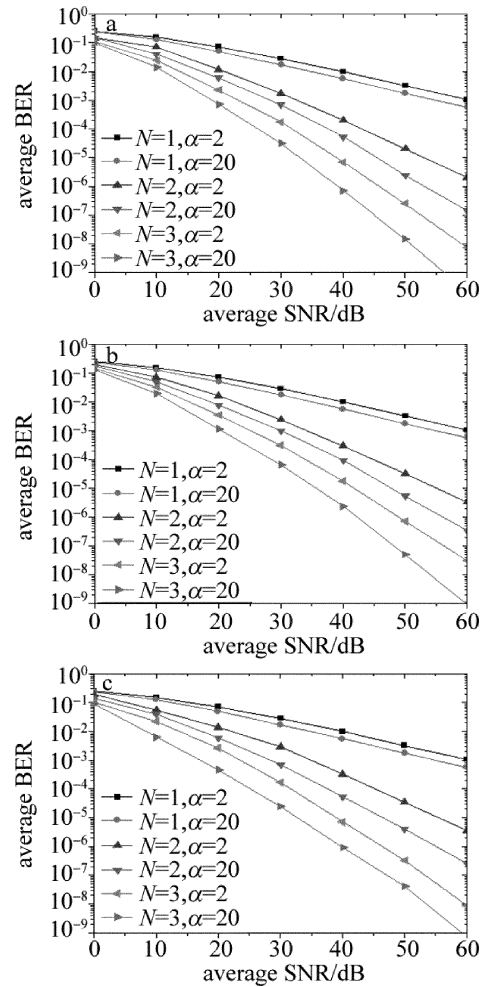 a
average BER
10^0
10^-1
10^-2
10^-3
10^-4
10^-5
10^-6
10^-7
10^-8
10^-9
N=1,α=2
N=1,α=20
N=2,α=2
N=2,α=20
N=3,α=2
N=3,α=20
0 10 20 30 40 50 60
average SNR/dB
b
average BER
10^0
10^-1
10^-2
10^-3
10^-4
10^-5
10^-6
10^-7
10^-8
10^-9
N=1,α=2
N=1,α=20
N=2,α=2
N=2,α=20
N=3,α=2
N=3,α=20
0 10 20 30 40 50 60
average SNR/dB
c
average BER
10^0
10^-1
10^-2
10^-3
10^-4
10^-5
10^-6
10^-7
10^-8
10^-9
N=1,α=2
N=1,α=20
N=2,α=2
N=2,α=20
N=3,α=2
N=3,α=20
0 10 20 30 40 50 60
average SNR/dB